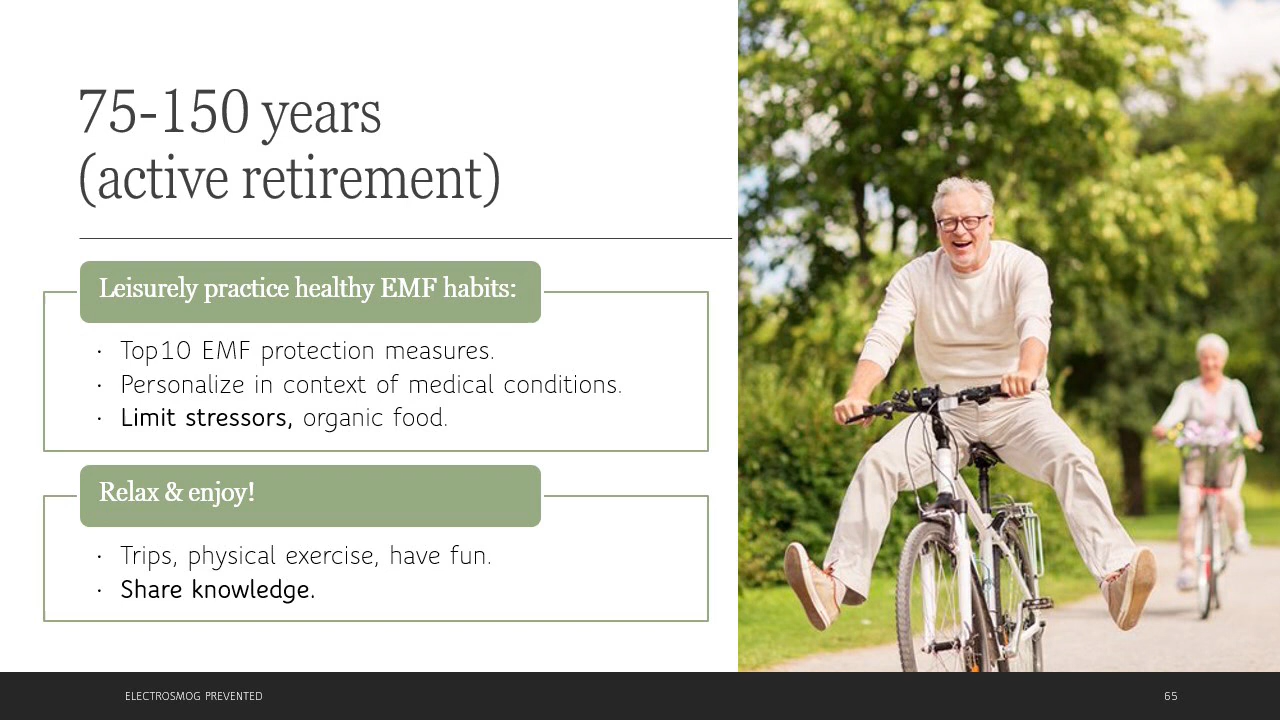 75-150 years
(active retirement)
Leisurely practice healthy EMF habits:
· Top10 EMF protection measures.
· Personalize in context of medical conditions.
· Limit stressors, organic food.
Relax & enjoy!
· Trips, physical exercise, have fun.
· Share knowledge.
ELECTROSMOG PREVENTED
65